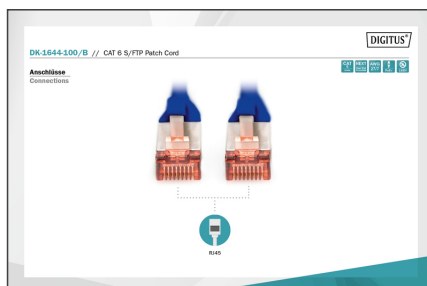 DIGITUS®
DK-1644-100/B // CAT 6 S/FTP Patch Cord
Anschlüsse
Connections
RJ45